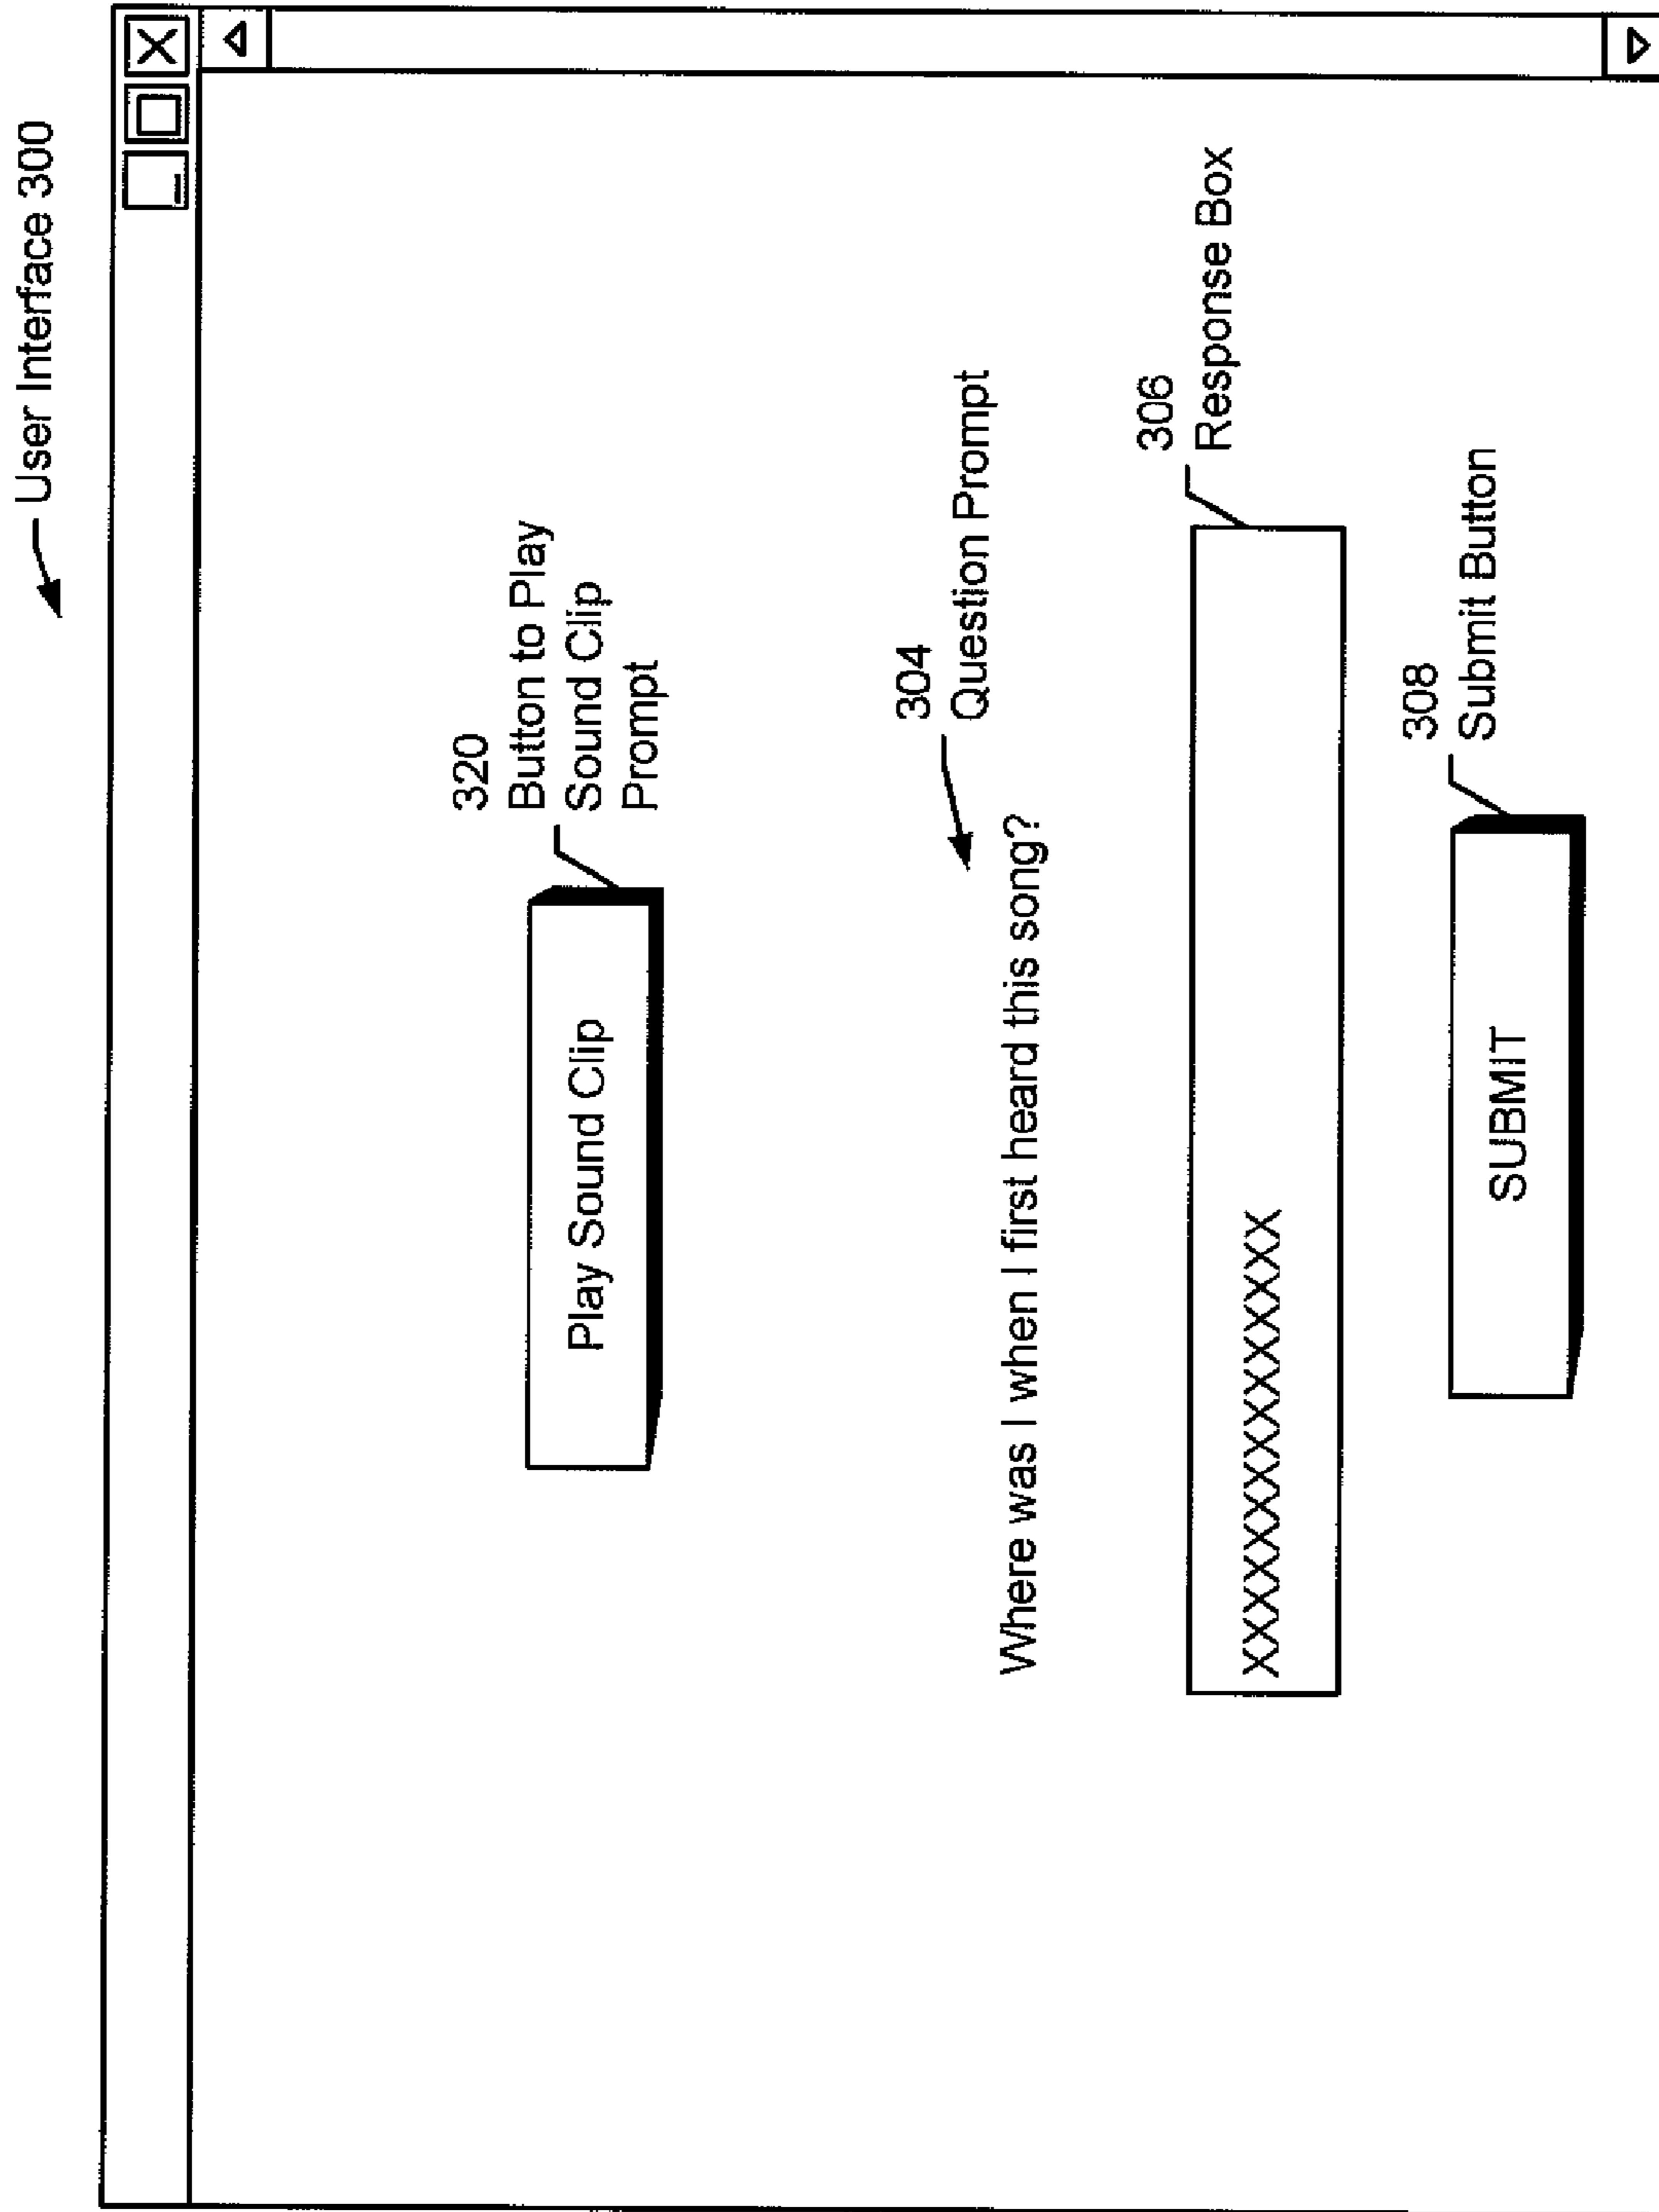 User Interface 300
X
320
Button to Play
Sound Clip
Prompt
Play Sound Clip
304
Question Prompt
Where was I when I first heard this song?
306
Response Box
XXXXXXXXXXXXXXX
308
Submit Button
SUBMIT